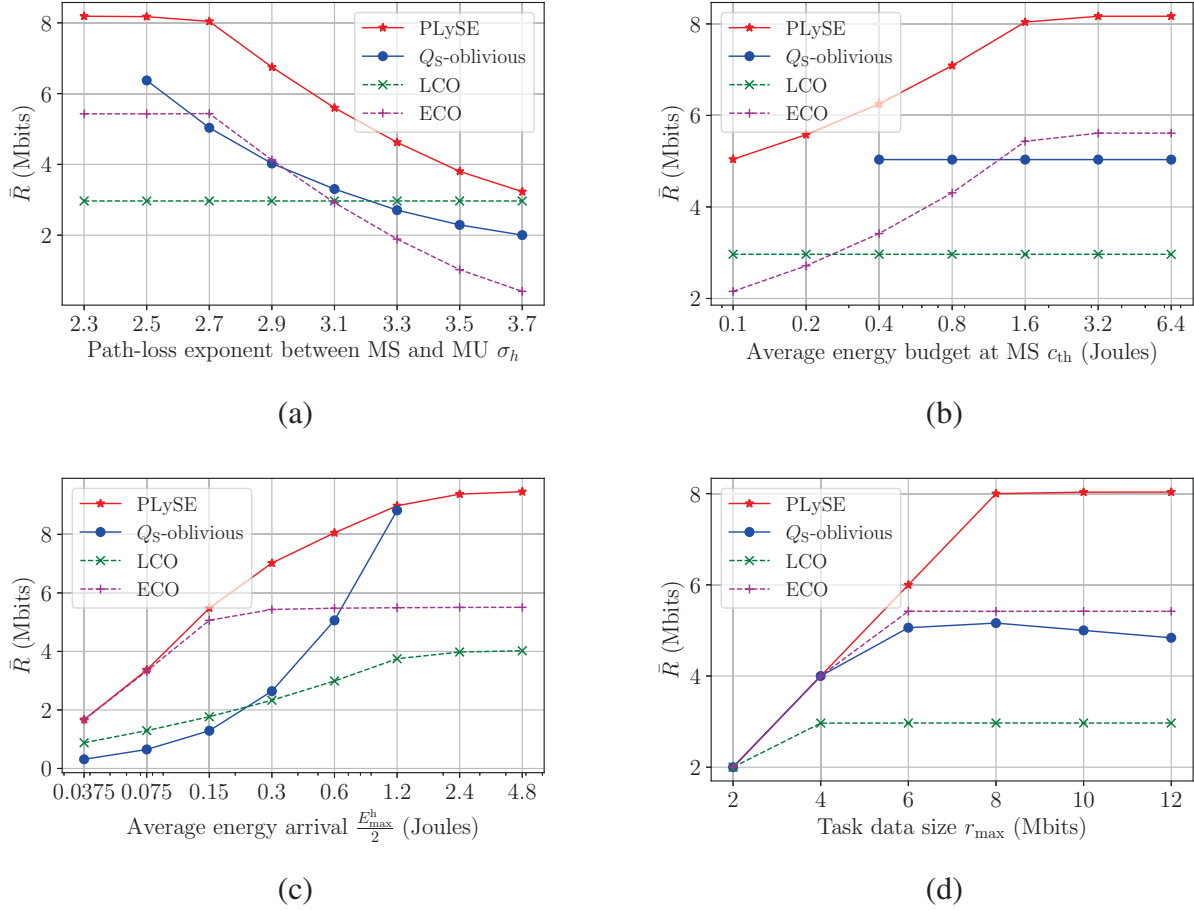 PLySE
Q_S-oblivious
LCO
ECO
8
6
4
2
R̄ (Mbits)
2.3 2.5 2.7 2.9 3.1 3.3 3.5 3.7
Path-loss exponent between MS and MU σ_h
(a)
PLySE
Q_S-oblivious
LCO
ECO
8
6
4
2
R̄ (Mbits)
0.1 0.2 0.4 0.8 1.6 3.2 6.4
Average energy budget at MS c_th (Joules)
(b)
PLySE
Q_S-oblivious
LCO
ECO
8
6
4
2
0
R̄ (Mbits)
0.0375 0.075 0.15 0.3 0.6 1.2 2.4 4.8
Average energy arrival E^h_max/2 (Joules)
(c)
PLySE
Q_S-oblivious
LCO
ECO
8
6
4
2
R̄ (Mbits)
2 4 6 8 10 12
Task data size r_max (Mbits)
(d)